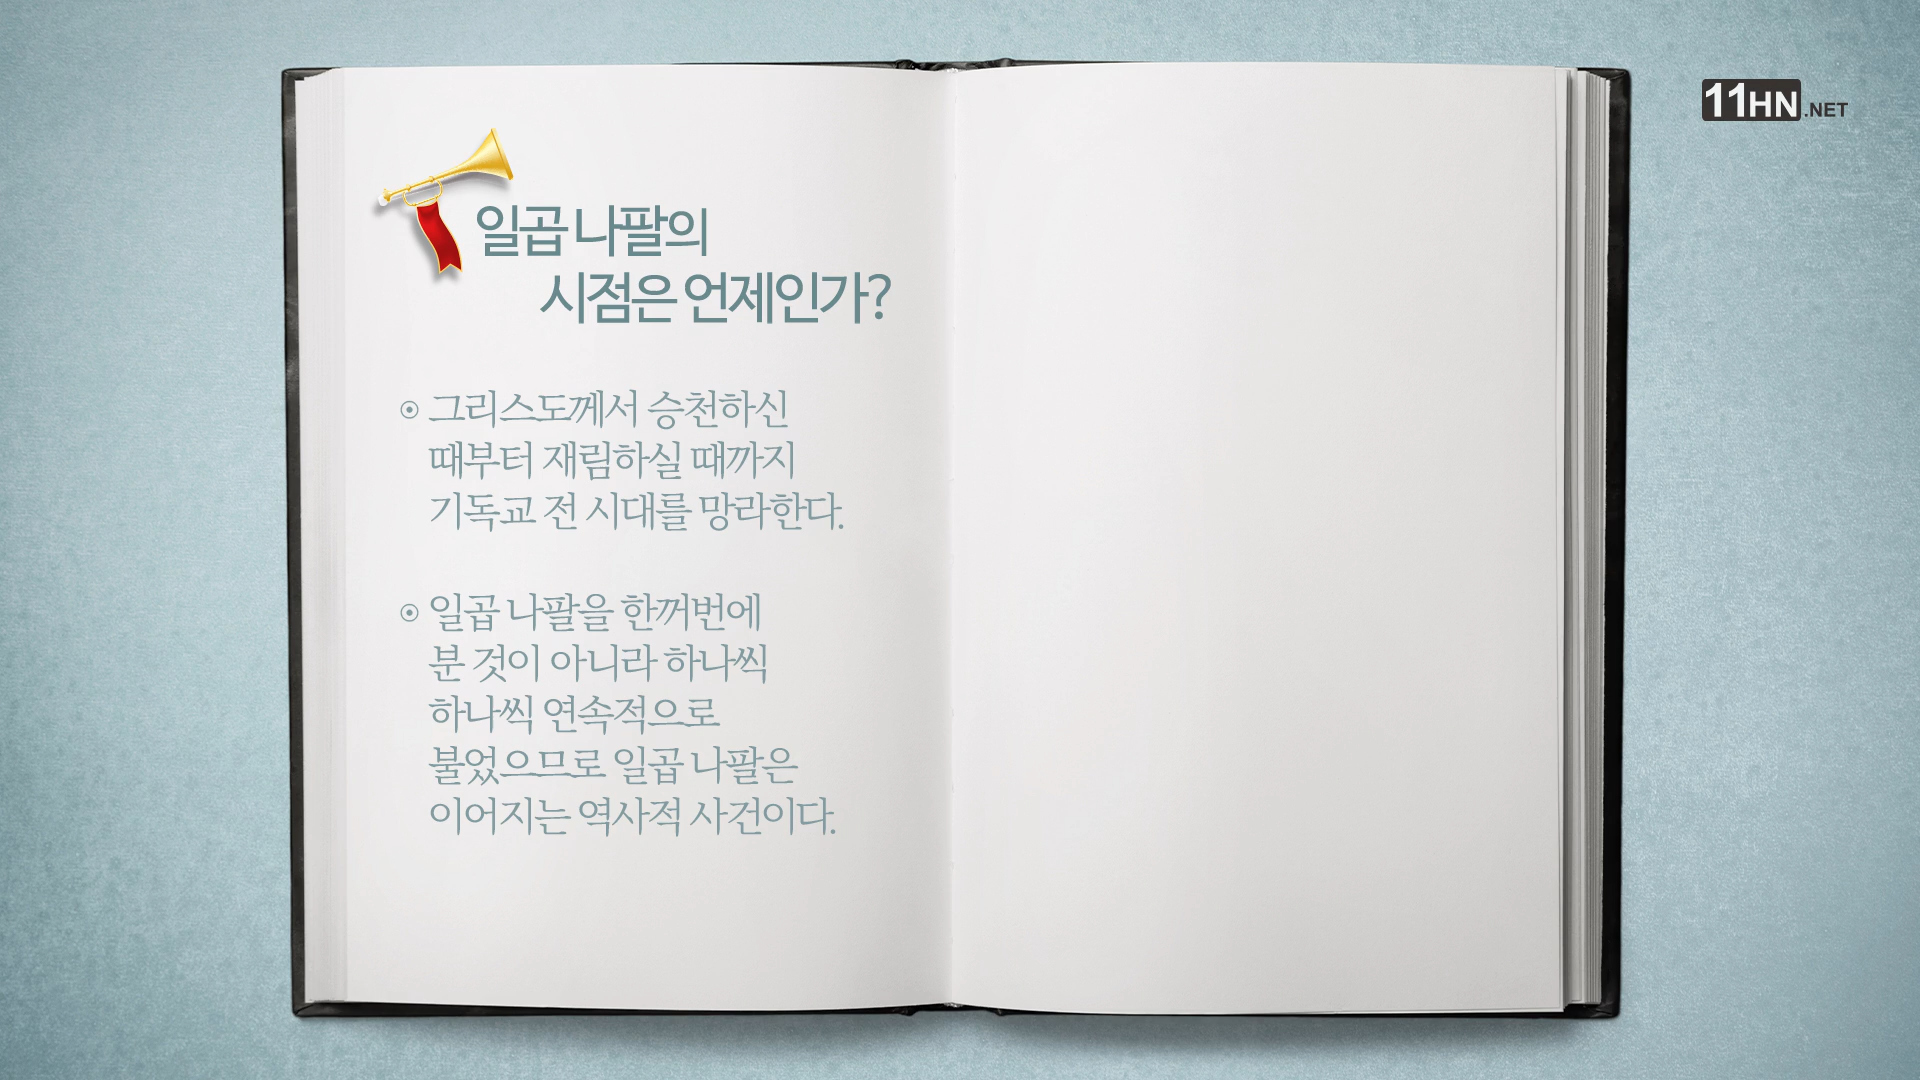 11HN.NET
일곱 나팔의
시점은 언제인가?
⊙ 그리스도께서 승천하신
때부터 재림하실 때까지
기독교 전 시대를 망라한다.
⊙ 일곱 나팔을 한꺼번에
분 것이 아니라 하나씩
하나씩 연속적으로
불었으므로 일곱 나팔은
이어지는 역사적 사건이다.